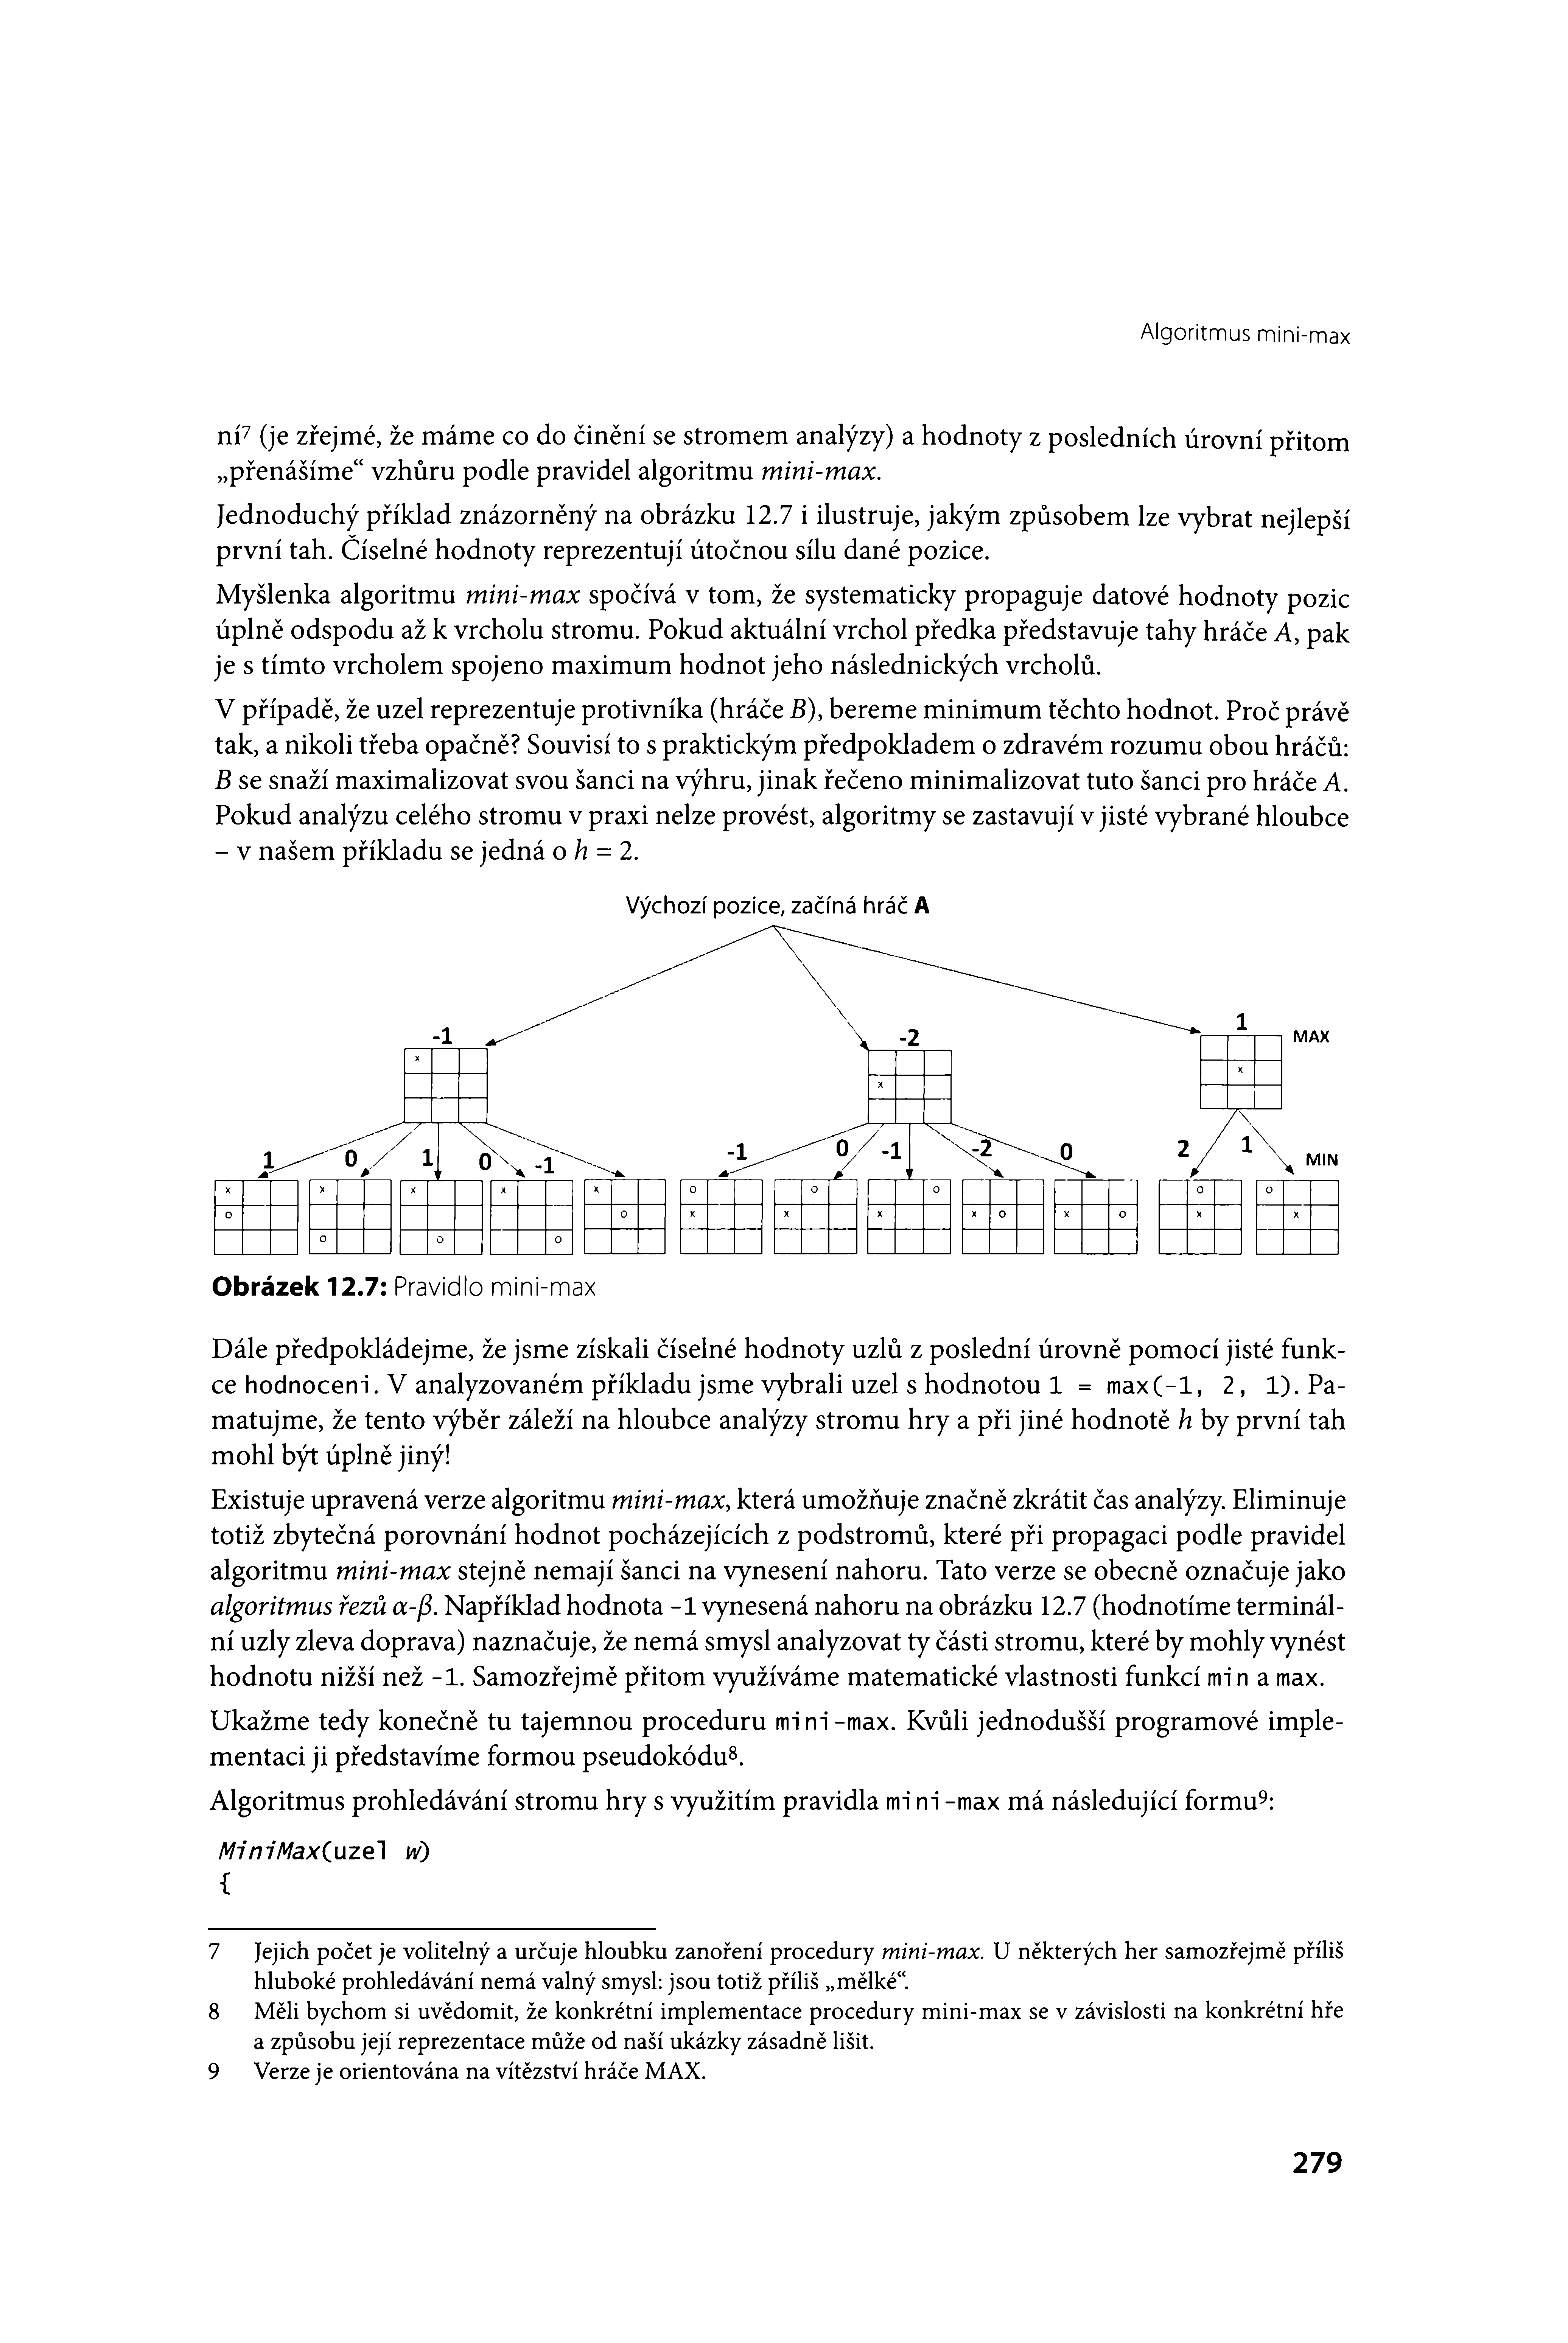 Algoritmus mini-max
ní7 (je zřejmé, že máme co do činění se stromem analýzy) a hodnoty z posledních úrovní přitom
„přenášíme“ vzhůru podle pravidel algoritmu mini-max.
Jednoduchý příklad znázorněný na obrázku 12.7 i ilustruje, jakým způsobem lze vybrat nejlepší
první tah. Číselné hodnoty reprezentují útočnou sílu dané pozice.
Myšlenka algoritmu mini-max spočívá v tom, že systematicky propaguje datové hodnoty pozic
úplně odspodu až k vrcholu stromu. Pokud aktuální vrchol předka představuje tahy hráče A, pak
je s tímto vrcholem spojeno maximum hodnot jeho následnických vrcholů.
V případě, že uzel reprezentuje protivníka (hráče B), bereme minimum těchto hodnot. Proč právě
tak, a nikoli třeba opačně? Souvisí to s praktickým předpokladem o zdravém rozumu obou hráčů:
B se snaží maximalizovat svou šanci na výhru, jinak řečeno minimalizovat tuto šanci pro hráče A.
Pokud analýzu celého stromu v praxi nelze provést, algoritmy se zastavují v jisté vybrané hloubce
– v našem příkladu se jedná o h = 2.
Výchozí pozice, začíná hráč A
-1 -2 1 MAX
x x x
1 0 1 0 -1 -1 0 -1 -2 0 2 1 MIN
x x x x x o o o o o
o o x x x x o x o x x
o o o
Obrázek 12.7: Pravidlo mini-max
Dále předpokládejme, že jsme získali číselné hodnoty uzlů z poslední úrovně pomocí jisté funk-
ce hodnoceni. V analyzovaném příkladu jsme vybrali uzel s hodnotou 1 = max(-1, 2, 1). Pa-
matujme, že tento výběr záleží na hloubce analýzy stromu hry a při jiné hodnotě h by první tah
mohl být úplně jiný!
Existuje upravená verze algoritmu mini-max, která umožňuje značně zkrátit čas analýzy. Eliminuje
totiž zbytečná porovnání hodnot pocházejících z podstromů, které při propagaci podle pravidel
algoritmu mini-max stejně nemají šanci na vynesení nahoru. Tato verze se obecně označuje jako
algoritmus řezů α-β. Například hodnota -1 vynesená nahoru na obrázku 12.7 (hodnotíme terminál-
ní uzly zleva doprava) naznačuje, že nemá smysl analyzovat ty části stromu, které by mohly vynést
hodnotu nižší než -1. Samozřejmě přitom využíváme matematické vlastnosti funkcí min a max.
Ukažme tedy konečně tu tajemnou proceduru mini-max. Kvůli jednodušší programové imple-
mentaci ji představíme formou pseudokódu8.
Algoritmus prohledávání stromu hry s využitím pravidla mini-max má následující formu9:
MiniMax(uzel w)
{
7 Jejich počet je volitelný a určuje hloubku zanoření procedury mini-max. U některých her samozřejmě příliš
hluboké prohledávání nemá valný smysl: jsou totiž příliš „mělké“.
8 Měli bychom si uvědomit, že konkrétní implementace procedury mini-max se v závislosti na konkrétní hře
a způsobu její reprezentace může od naší ukázky zásadně lišit.
9 Verze je orientována na vítězství hráče MAX.
279